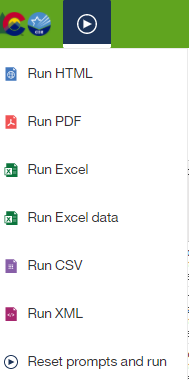 Run HTML
Run PDF
Run Excel
Run Excel data
Run CSV
Run XML
Reset prompts and run